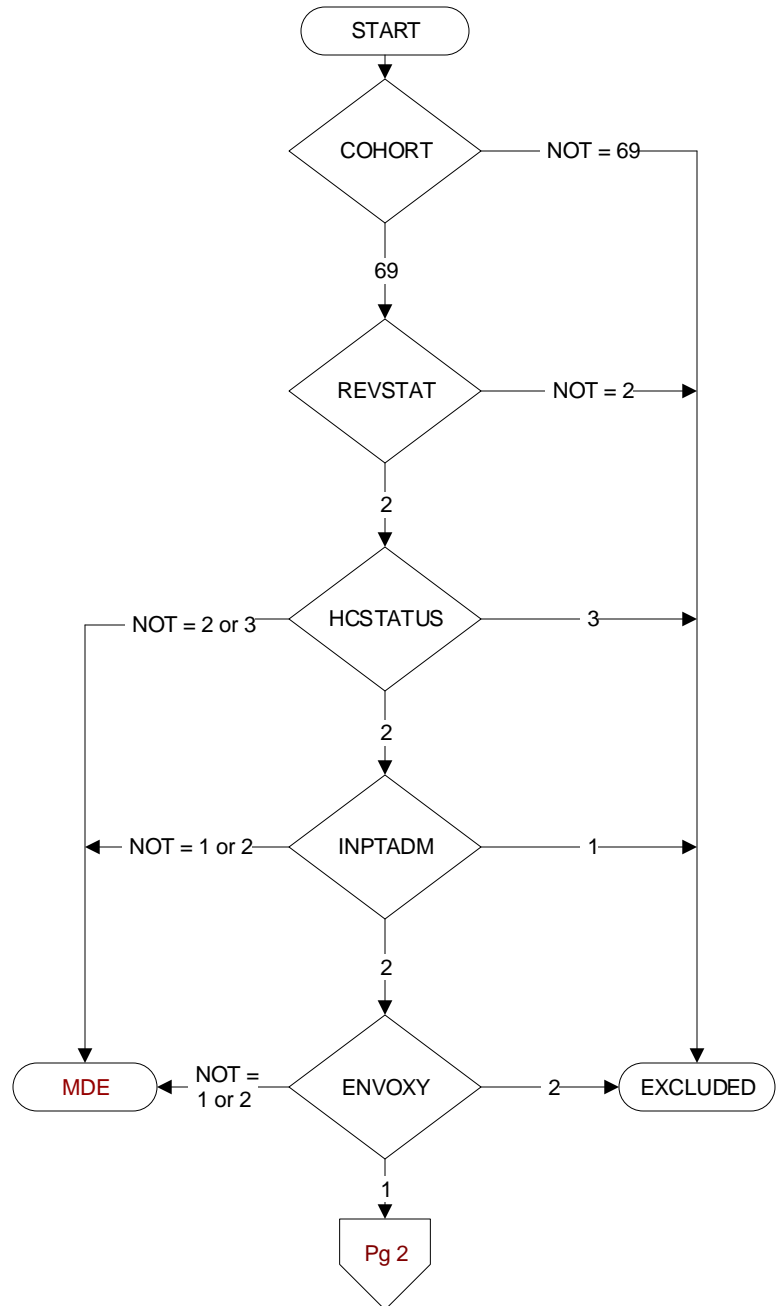 START
COHORT
NOT = 69
69
REVSTAT
NOT = 2
2
NOT = 2 or 3
HCSTATUS
3
2
NOT = 1 or 2
INPTADM
1
2
MDE
NOT =
1 or 2
ENVOXY
2
EXCLUDED
1
Pg 2